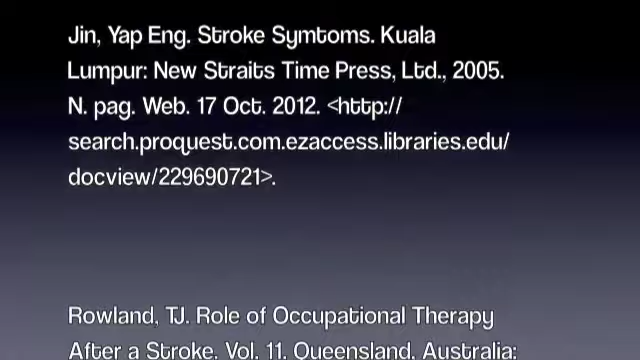 Jin, Yap Eng. Stroke Symtoms. Kuala
Lumpur: New Straits Time Press, Ltd., 2005.
N. pag. Web. 17 Oct. 2012. <http://
search.proquest.com.ezaccess.libraries.edu/
docview/229690721>.
Rowland, TJ. Role of Occupational Therapy
After a Stroke. Vol. 11. Queensland, Australia: